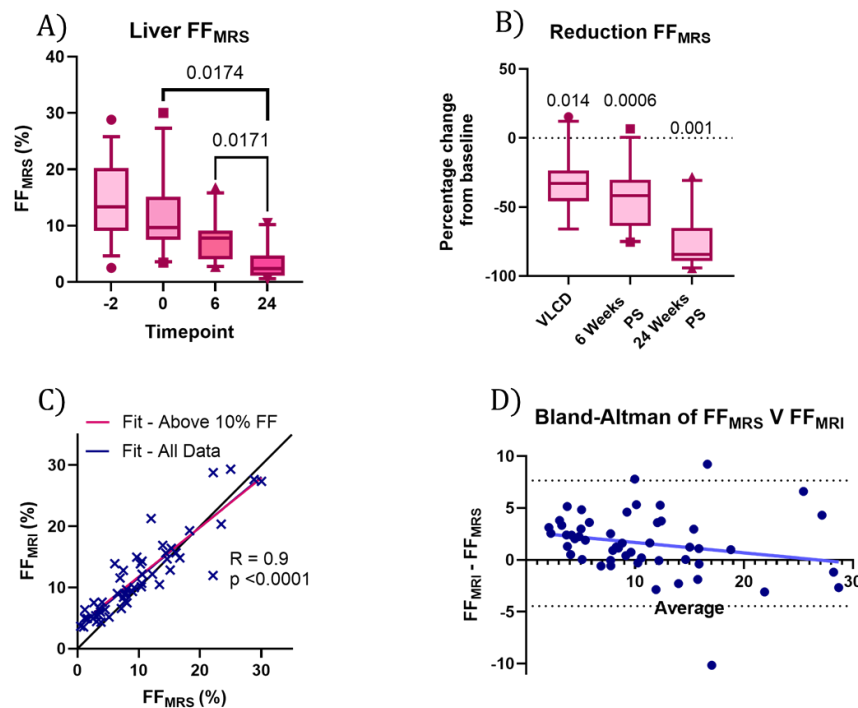 A)
Liver FFMRS
FFMRS (%)
40
30
20
10
0
0.0174
0.0171
-2
0
6
24
Timepoint
B)
Reduction FFMRS
Percentage change
from baseline
50
0
-50
-100
0.014
0.0006
0.001
VLCD
6 Weeks PS
24 Weeks PS
C)
Fit - Above 10% FF
Fit - All Data
FFMRI (%)
40
30
20
10
0
R = 0.9
p <0.0001
0
10
20
30
FFMRS (%)
D)
Bland-Altman of FFMRS V FFMRI
FFMRI - FFMRS
10
5
0
-5
-10
10
20
30
Average